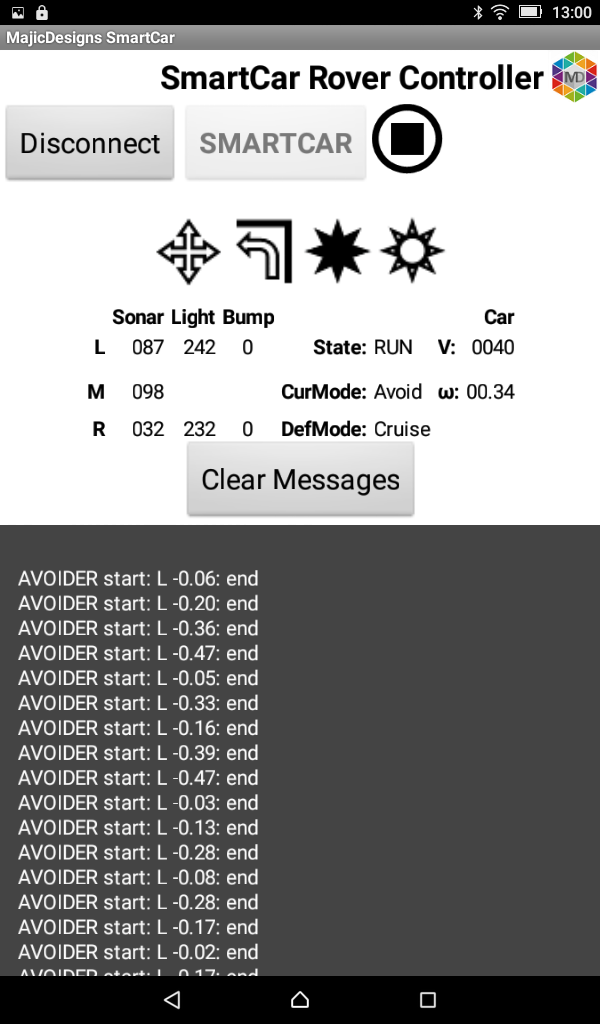 13:00
MajicDesigns SmartCar
SmartCar Rover Controller MD
Disconnect SMARTCAR
Sonar Light Bump Car
L 087 242 0 State: RUN V: 0040
M 098 CurMode: Avoid ω: 00.34
R 032 232 0 DefMode: Cruise
Clear Messages
AVOIDER start: L -0.06: end
AVOIDER start: L -0.20: end
AVOIDER start: L -0.36: end
AVOIDER start: L -0.47: end
AVOIDER start: L -0.05: end
AVOIDER start: L -0.33: end
AVOIDER start: L -0.16: end
AVOIDER start: L -0.39: end
AVOIDER start: L -0.47: end
AVOIDER start: L -0.03: end
AVOIDER start: L -0.13: end
AVOIDER start: L -0.28: end
AVOIDER start: L -0.08: end
AVOIDER start: L -0.28: end
AVOIDER start: L -0.17: end
AVOIDER start: L -0.02: end
AVOIDER start: L -0.17: end